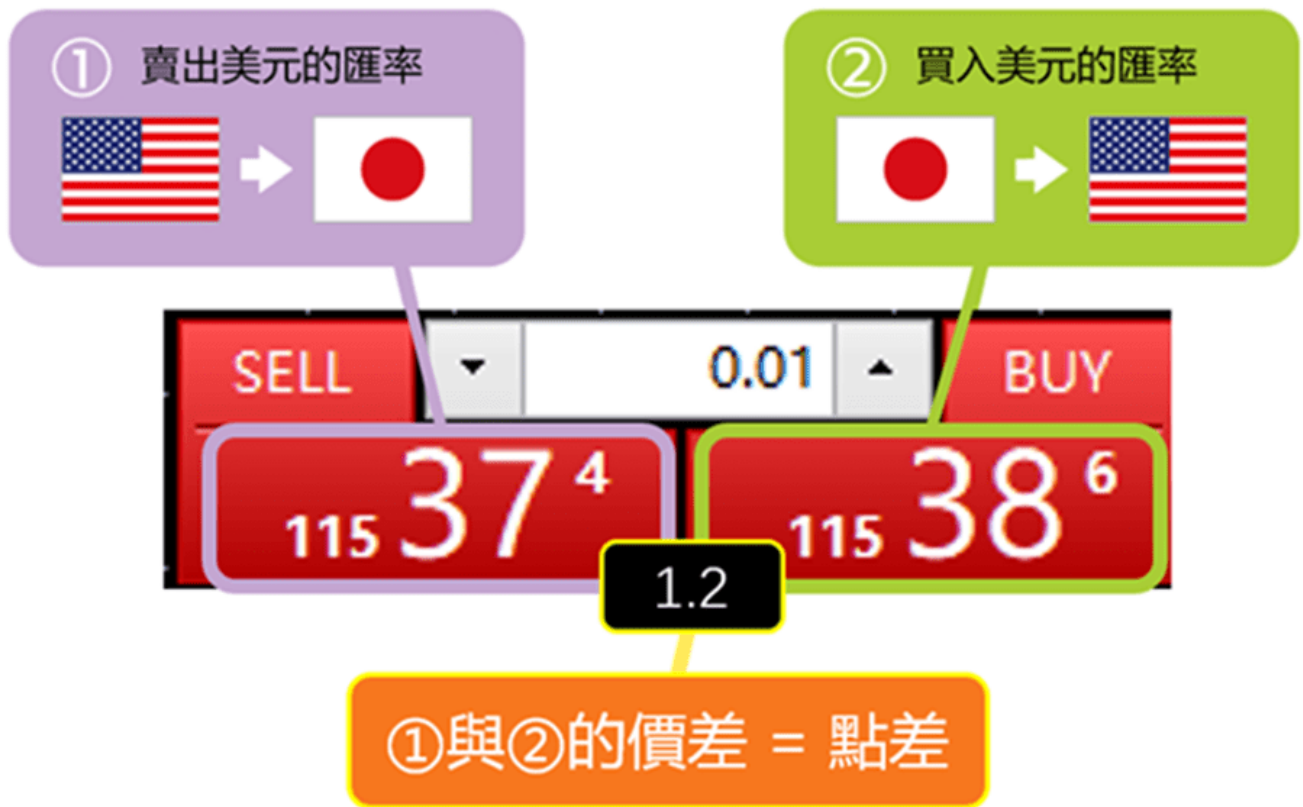 ① 賣出美元的匯率
② 買入美元的匯率
SELL
0.01
BUY
115 37 4
115 38 6
1.2
①與②的價差 = 點差